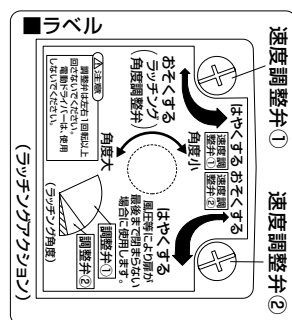 ■ラベル
速度調整弁①
速度調整弁②
はやくする
おそくする
速度調整弁①
速度調整弁②
おそくする
(ラッチング角度調整弁)
角度小
角度大
はやくする
風圧等により扉が
最後まで閉まらない
場合に使用します。
⚠注意
調整弁は左右1回転以上
回さないでください。
電動ドライバーは、使用
しないでください。
調整弁①
調整弁②
(ラッチング角度)
(ラッチングアクション)